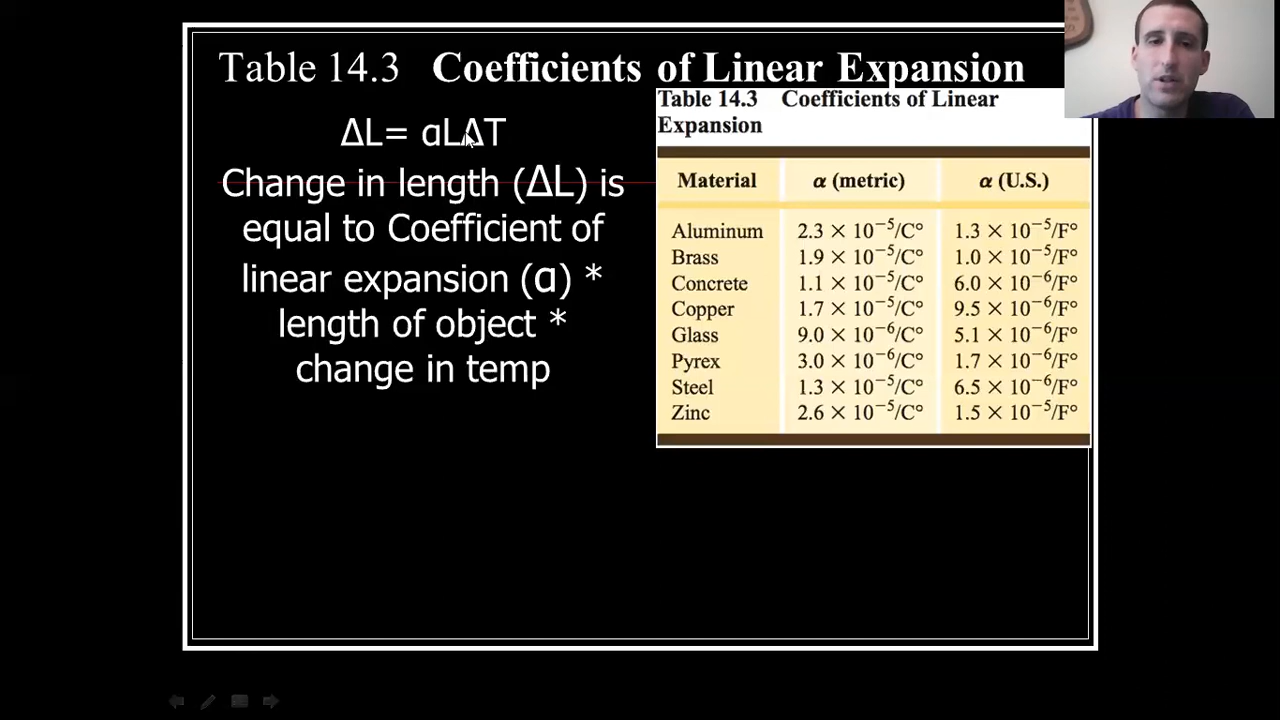 Table 14.3 Coefficients of Linear Expansion
ΔL= αLΔT
Change in length (ΔL) is
equal to Coefficient of
linear expansion (α) *
length of object *
change in temp
Table 14.3 Coefficients of Linear
Expansion
Material α (metric) α (U.S.)
Aluminum 2.3 × 10⁻⁵/C° 1.3 × 10⁻⁵/F°
Brass 1.9 × 10⁻⁵/C° 1.0 × 10⁻⁵/F°
Concrete 1.1 × 10⁻⁵/C° 6.0 × 10⁻⁶/F°
Copper 1.7 × 10⁻⁵/C° 9.5 × 10⁻⁶/F°
Glass 9.0 × 10⁻⁶/C° 5.1 × 10⁻⁶/F°
Pyrex 3.0 × 10⁻⁶/C° 1.7 × 10⁻⁶/F°
Steel 1.3 × 10⁻⁵/C° 6.5 × 10⁻⁶/F°
Zinc 2.6 × 10⁻⁵/C° 1.5 × 10⁻⁵/F°